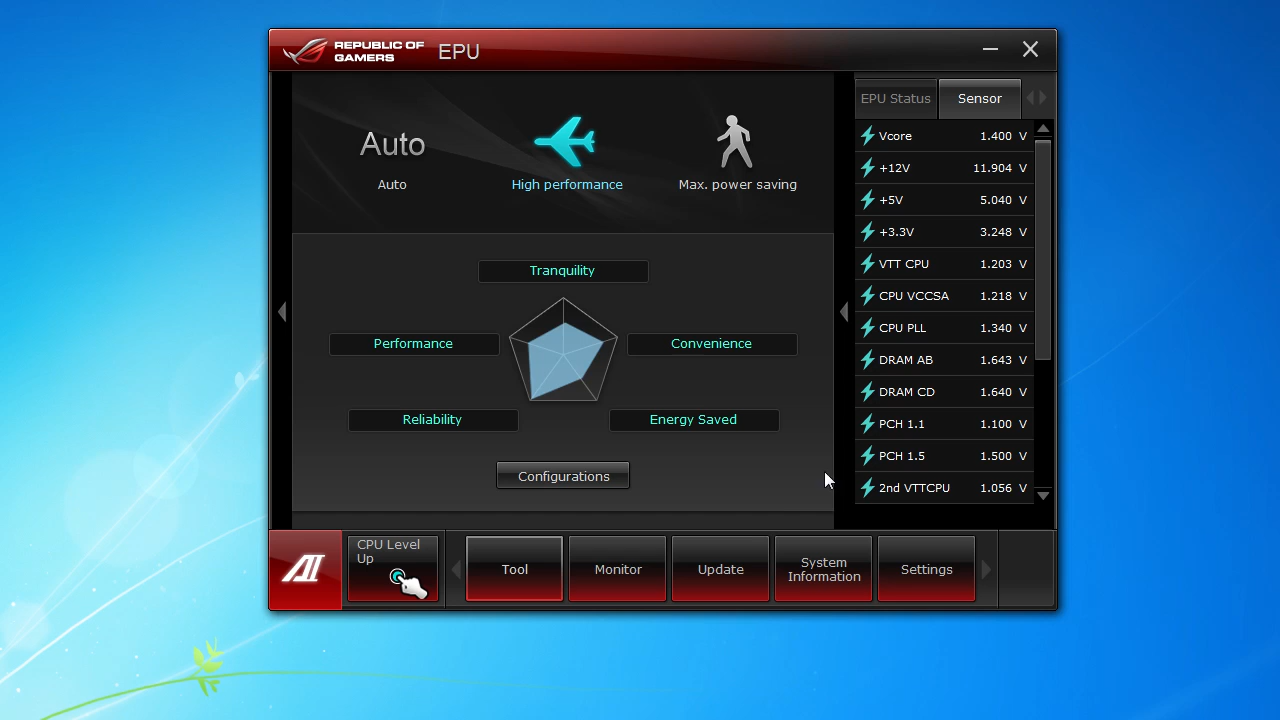 REPUBLIC OF
GAMERS
EPU
Auto
Auto
High performance
Max. power saving
Tranquility
Performance
Convenience
Reliability
Energy Saved
Configurations
EPU Status
Sensor
Vcore 1.400 V
+12V 11.904 V
+5V 5.040 V
+3.3V 3.248 V
VTT CPU 1.203 V
CPU VCCSA 1.218 V
CPU PLL 1.340 V
DRAM AB 1.643 V
DRAM CD 1.640 V
PCH 1.1 1.100 V
PCH 1.5 1.500 V
2nd VTTCPU 1.056 V
CPU Level
Up
Tool
Monitor
Update
System
Information
Settings